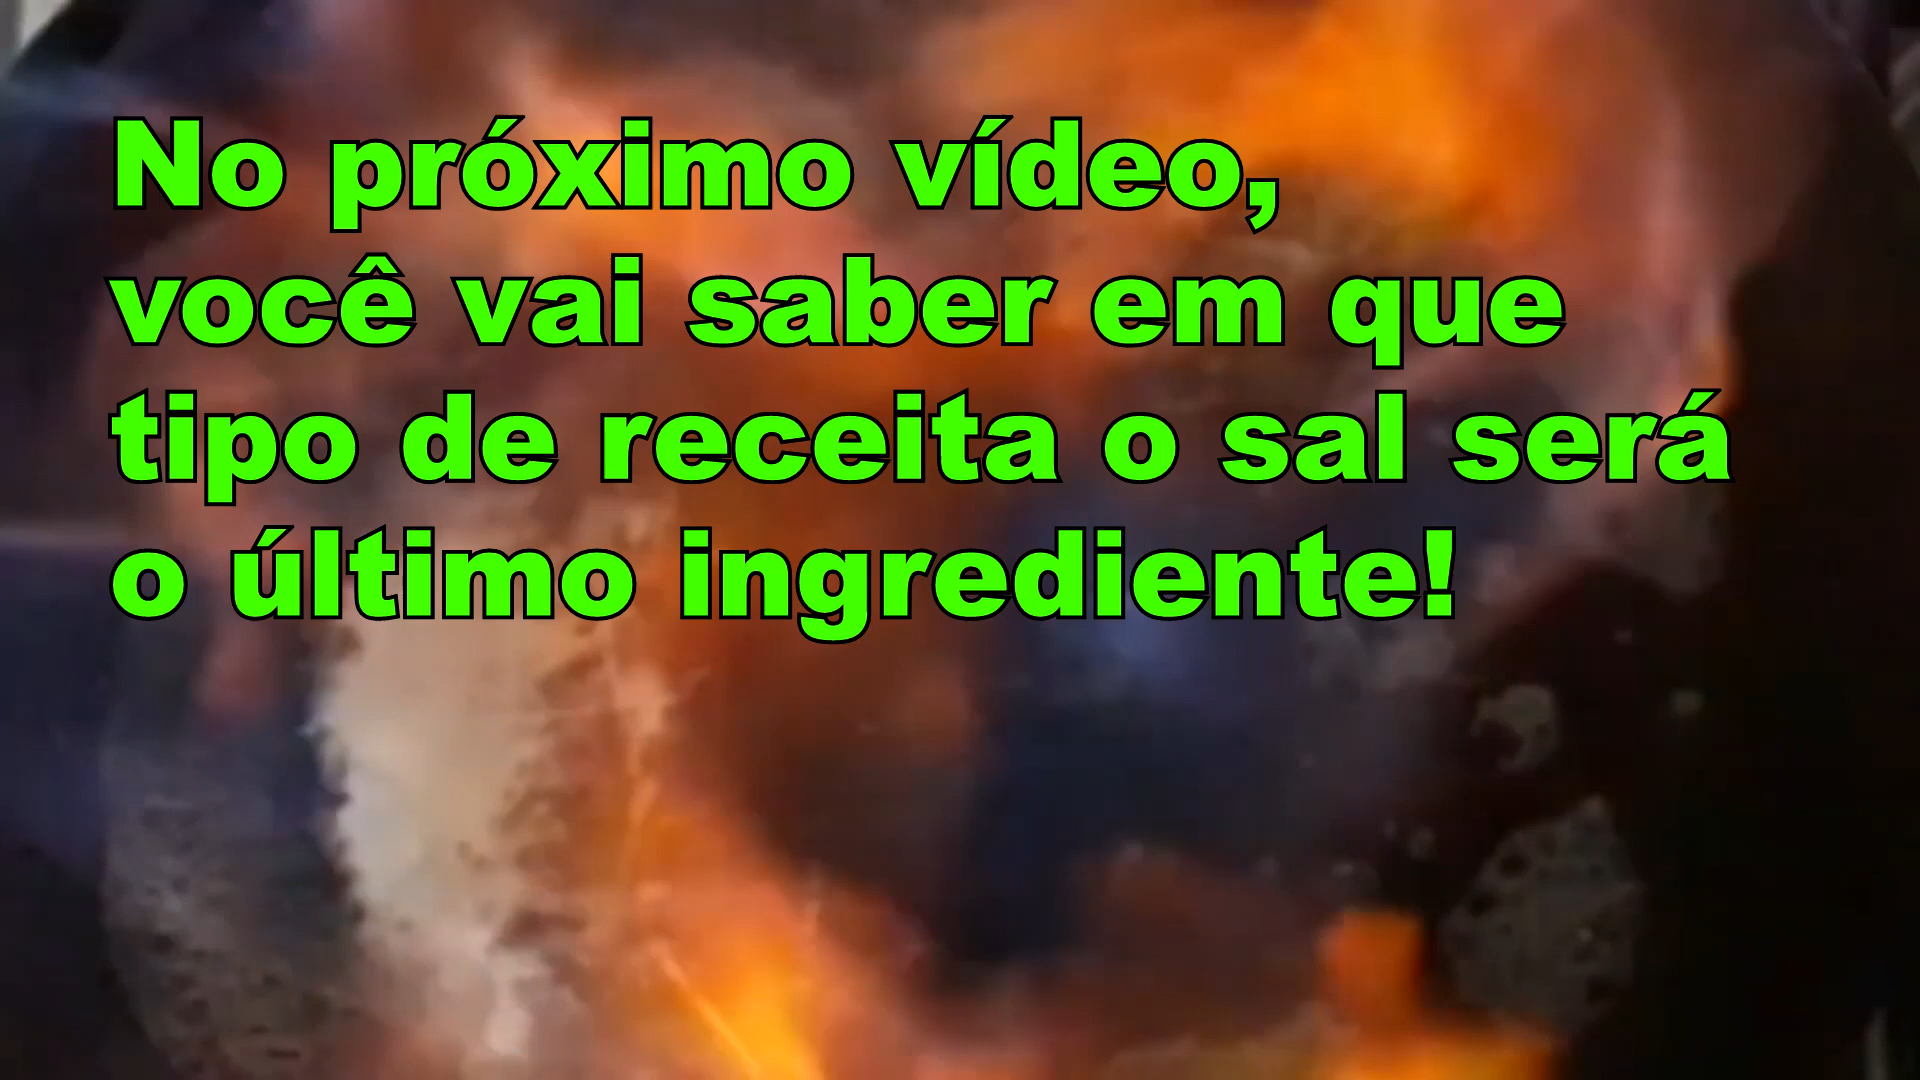 No próximo vídeo,
você vai saber em que
tipo de receita o sal será
o último ingrediente!